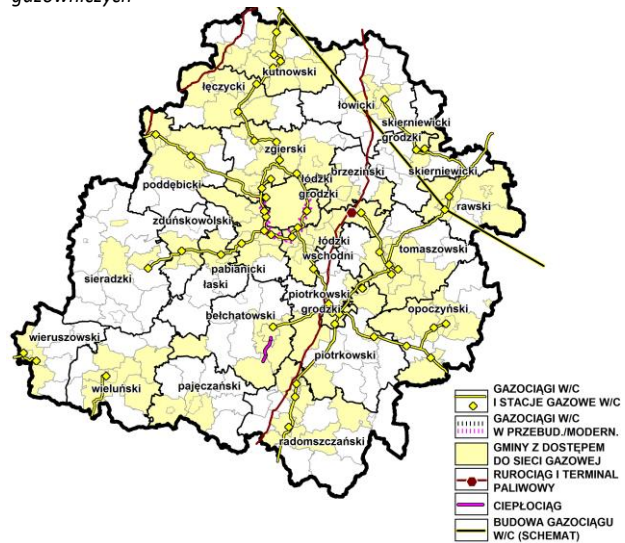 gazowniczych
kutnowski
łęczycki
łowicki
skierniewicki
grodzki
zgierski
łódzki
grodzki
brzeziński
skierniewicki
poddębicki
rawski
zduńskowolski
łódzki
wschodni
tomaszowski
sieradzki
pabianicki
łaski
piotrkowski
grodzki
opoczyński
bełchatowski
wieruszowski
piotrkowski
wieluński
pajęczański
radomszczański
GAZOCIĄGI W/C
I STACJE GAZOWE W/C
GAZOCIĄGI W/C
W PRZEBUD./MODERN.
GMINY Z DOSTĘPEM
DO SIECI GAZOWEJ
RUROCIĄG I TERMINAL
PALIWOWY
CIEPŁOCIĄG
BUDOWA GAZOCIĄGU
W/C (SCHEMAT)